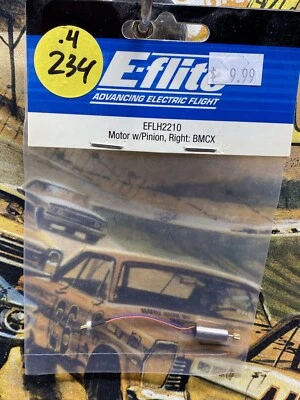 .4
234
E-flite
$ 9.99
ADVANCING ELECTRIC FLIGHT
EFLH2210
Motor w/Pinion, Right: BMCX